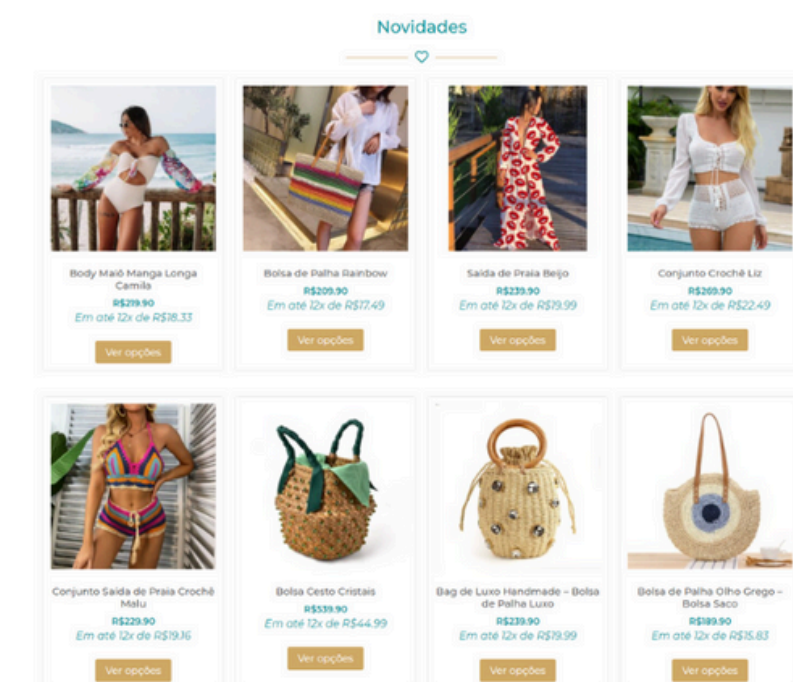 Novidades
Body Maiô Manga Longa
Camila
R$219.90
Em até 12x de R$18.33
Ver opções
Bolsa de Palha Rainbow
R$209.90
Em até 12x de R$17.49
Ver opções
Saída de Praia Beijo
R$239.90
Em até 12x de R$19.99
Ver opções
Conjunto Crochê Liz
R$269.90
Em até 12x de R$22.49
Ver opções
Conjunto Saída de Praia Crochê
Malu
R$229.90
Em até 12x de R$19.16
Ver opções
Bolsa Cesto Cristais
R$539.90
Em até 12x de R$44.99
Ver opções
Bag de Luxo Handmade – Bolsa
de Palha Luxo
R$239.90
Em até 12x de R$19.99
Ver opções
Bolsa de Palha Olho Grego –
Bolsa Saco
R$189.90
Em até 12x de R$15.83
Ver opções